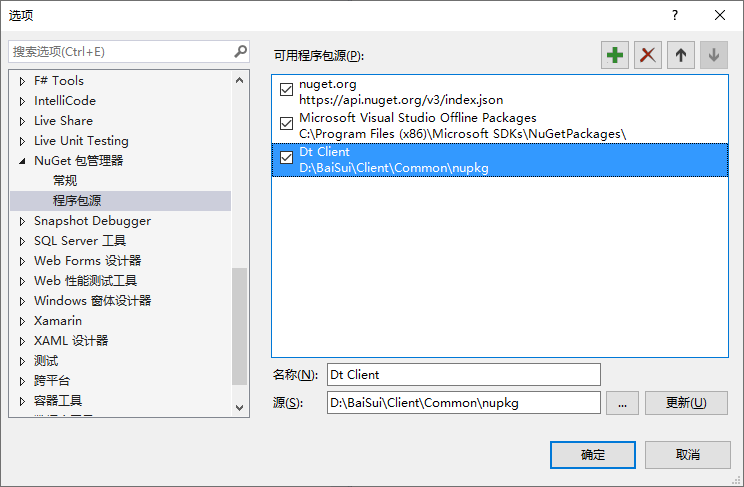 选项
搜索选项(Ctrl+E)
F# Tools
IntelliCode
Live Share
Live Unit Testing
NuGet 包管理器
常规
程序包源
Snapshot Debugger
SQL Server 工具
Web Forms 设计器
Web 性能测试工具
Windows 窗体设计器
Xamarin
XAML 设计器
测试
跨平台
容器工具
可用程序包源(P):
nuget.org
https://api.nuget.org/v3/index.json
Microsoft Visual Studio Offline Packages
C:\Program Files (x86)\Microsoft SDKs\NuGetPackages\
Dt Client
D:\BaiSui\Client\Common\nupkg
名称(N):
Dt Client
源(S):
D:\BaiSui\Client\Common\nupkg
...
更新(U)
确定
取消